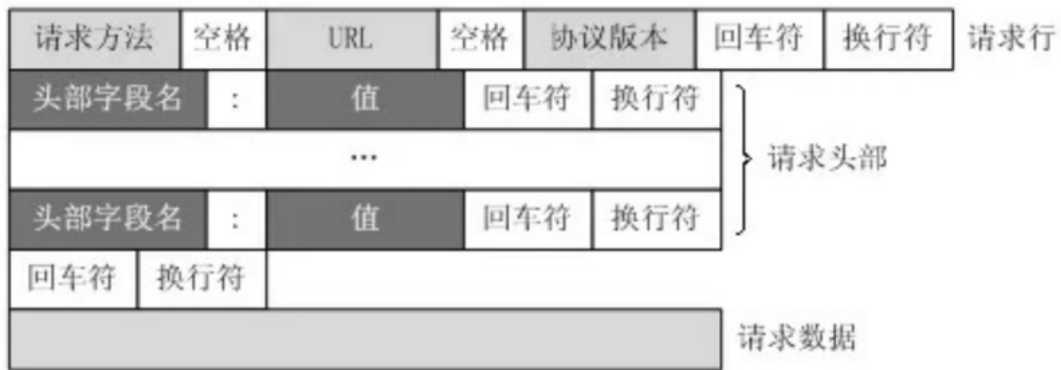 请求方法 空格 URL 空格 协议版本 回车符 换行符 请求行
头部字段名 : 值 回车符 换行符
... 请求头部
头部字段名 : 值 回车符 换行符
回车符 换行符
请求数据